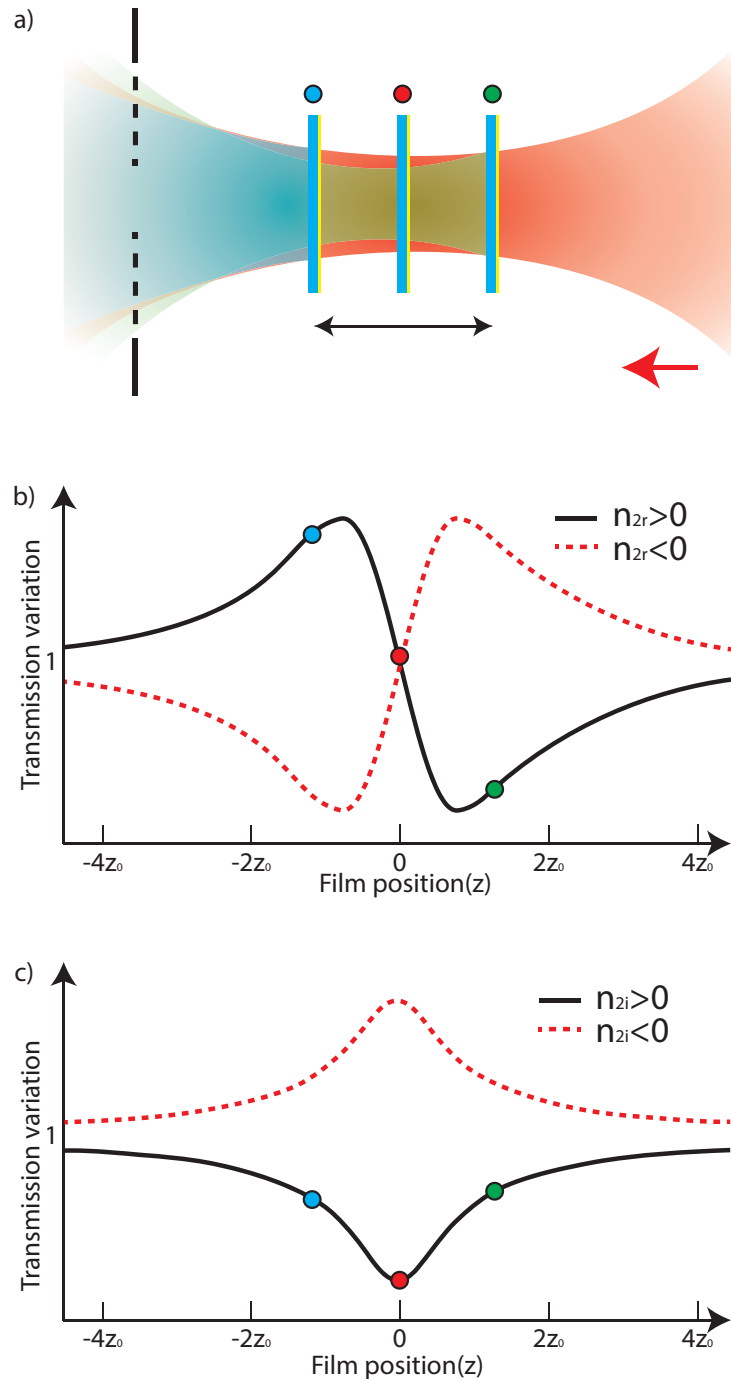 a)
b)
n₂ᵣ>0
n₂ᵣ<0
Transmission variation
1
-4z₀
-2z₀
0
2z₀
4z₀
Film position(z)
c)
n₂ᵢ>0
n₂ᵢ<0
Transmission variation
1
-4z₀
-2z₀
0
2z₀
4z₀
Film position(z)